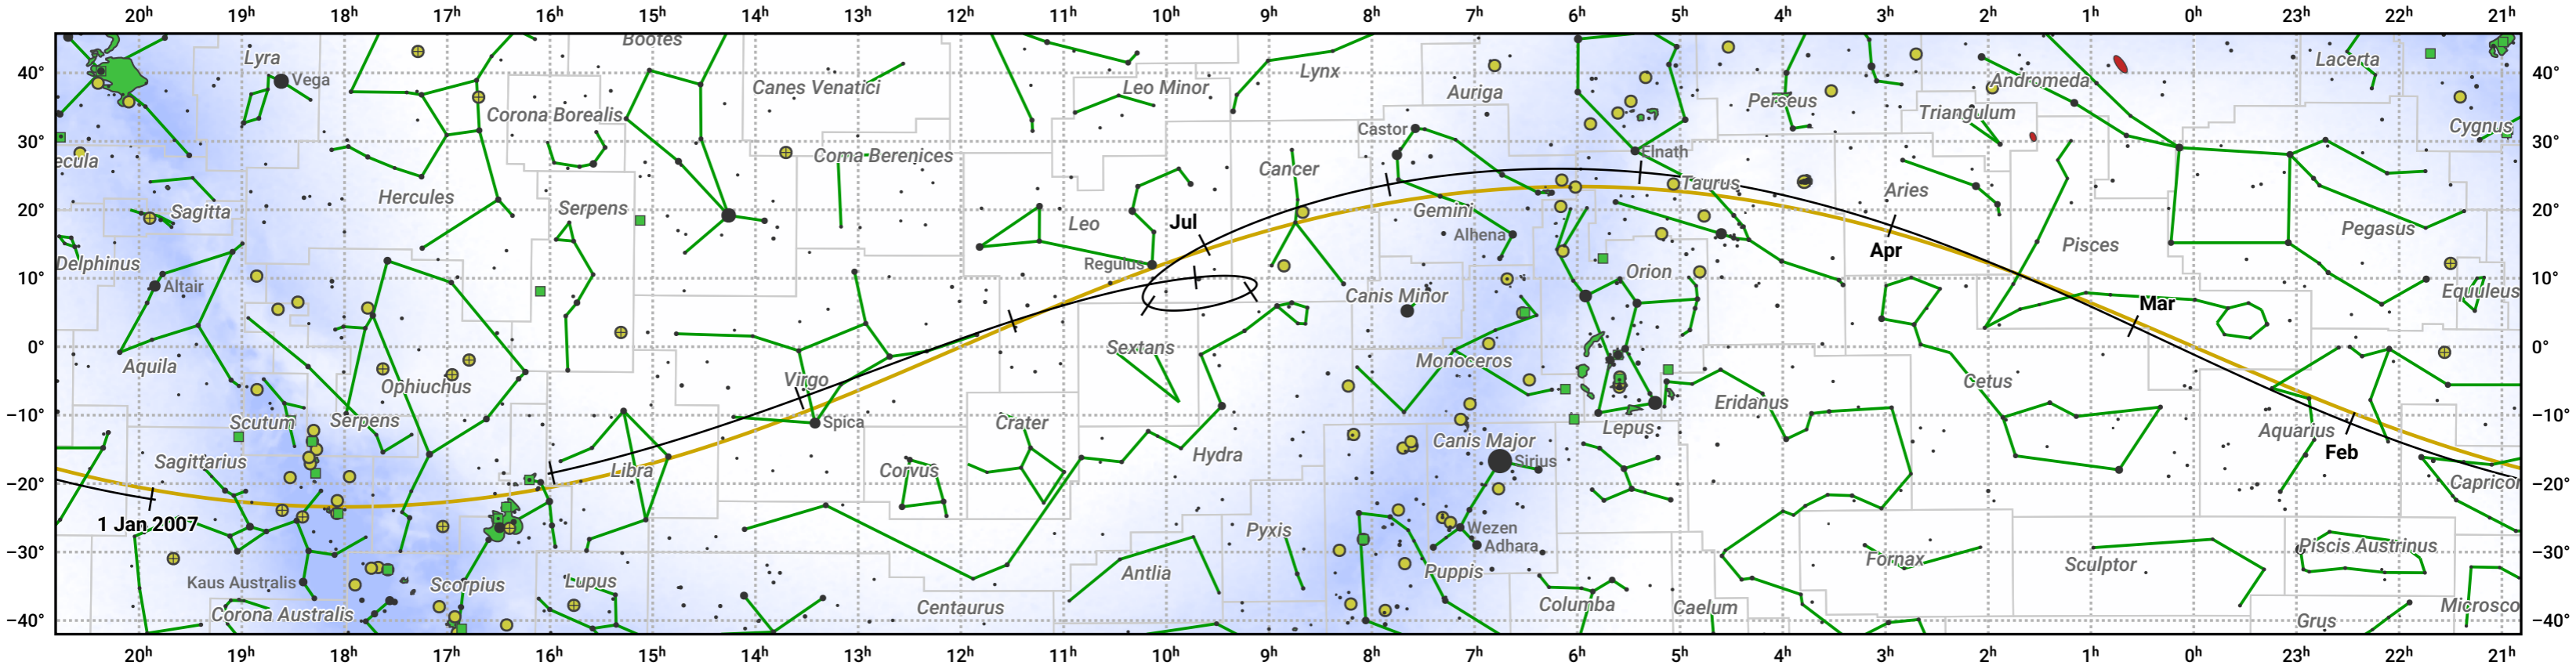 20h 19h 18h 17h 16h 15h 14h 13h 12h 11h 10h 9h 8h 7h 6h 5h 4h 3h 2h 1h 0h 23h 22h 21h
Bootes
Lyra
Vega
Canes Venatici
Leo Minor
Lynx
Auriga
Perseus
Andromeda
Triangulum
Lacerta
Cygnus
40° 40°
Corona Borealis
Castor
Elnath
30° 30°
ecula
Coma Berenices
Cancer
Taurus
Aries
Hercules
Sagitta
Serpens
Leo
Gemini
Alhena
Pisces
Pegasus
20° 20°
Jul
Apr
Delphinus
Regulus
Orion
10° 10°
Altair
Canis Minor
Equuleus
Mar
0° 0°
Aquila
Ophiuchus
Virgo
Sextans
Monoceros
Cetus
Eridanus
−10° −10°
Scutum
Serpens
Spica
Crater
Lepus
Aquarius
Feb
Sagittarius
Libra
Corvus
Hydra
Canis Major
Sirius
−20° −20°
Capricor
1 Jan 2007
Pyxis
Wezen
Adhara
Piscis Austrinus
−30° −30°
Kaus Australis
Scorpius
Lupus
Antlia
Puppis
Fornax
Sculptor
Corona Australis
Centaurus
Columba
Caelum
Microsco
Grus
−40° −40°
20h 19h 18h 17h 16h 15h 14h 13h 12h 11h 10h 9h 8h 7h 6h 5h 4h 3h 2h 1h 0h 23h 22h 21h